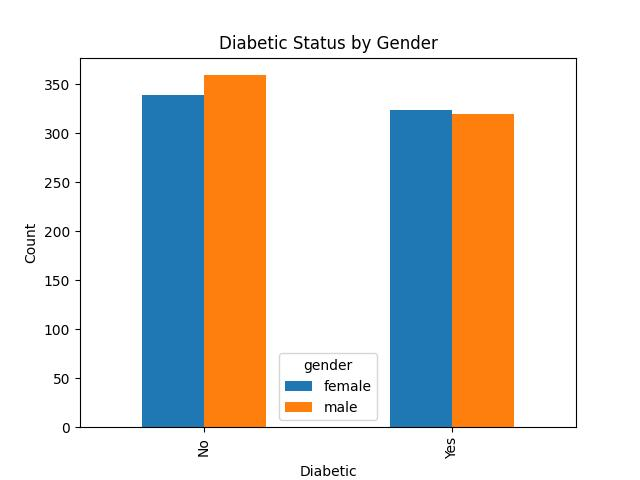 Diabetic Status by Gender
Count
350
300
250
200
150
100
50
0
gender
female
male
No
Yes
Diabetic